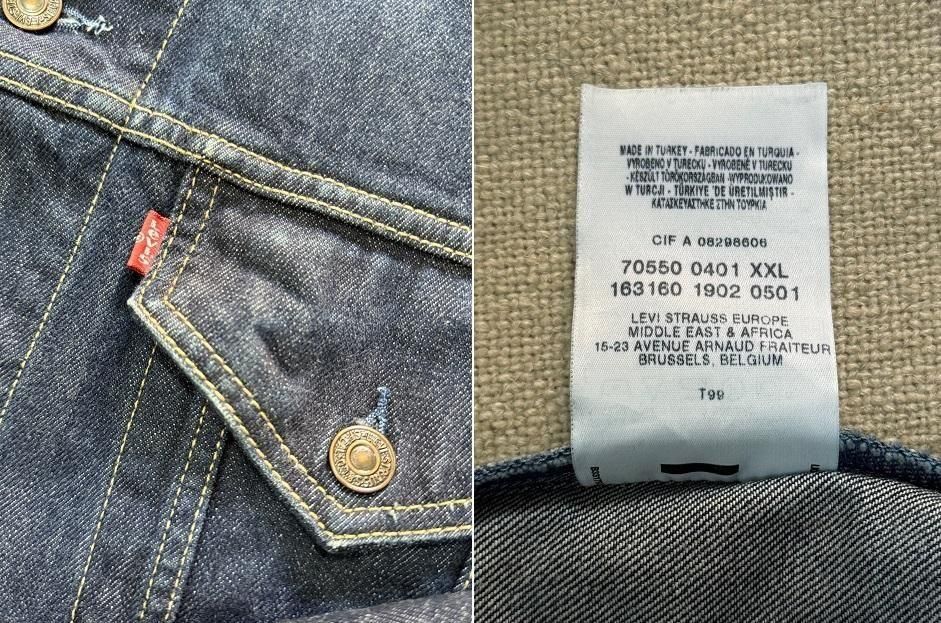 LEVI'S
MADE IN TURKEY - FABRICADO EN TURQUIA -
VYROBENO V TURECKU - VYROBENÉ V TURECKU
- KÉSZÜLT TÖRÖKORSZÁGBAN -WYPRODUKOWANO
W TURCJI - TÜRKİYE 'DE ÜRETİLMİŞTİR -
ΚΑΤΑΣΚΕΥΑΣΤΗΚΕ ΣΤΗΝ ΤΟΥΡΚΙΑ
CIF A 08298606
70550 0401 XXL
163160 1902 0501
LEVI STRAUSS EUROPE
MIDDLE EAST & AFRICA
15-23 AVENUE ARNAUD FRAITEUR
BRUSSELS, BELGIUM
T99